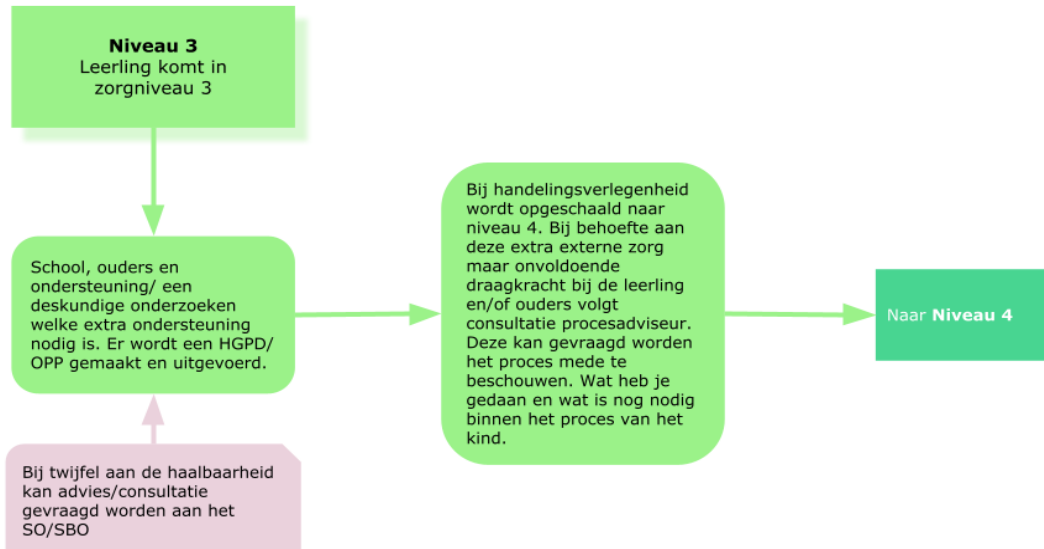 Niveau 3
Leerling komt in
zorgniveau 3
School, ouders en
ondersteuning/ een
deskundige onderzoeken
welke extra ondersteuning
nodig is. Er wordt een HGPD/
OPP gemaakt en uitgevoerd.
Bij twijfel aan de haalbaarheid
kan advies/consultatie
gevraagd worden aan het
SO/SBO
Bij handelingsverlegenheid
wordt opgeschaald naar
niveau 4. Bij behoefte aan
deze extra externe zorg
maar onvoldoende
draagkracht bij de leerling
en/of ouders volgt
consultatie procesadviseur.
Deze kan gevraagd worden
het proces mede te
beschouwen. Wat heb je
gedaan en wat is nog nodig
binnen het proces van het
kind.
Naar Niveau 4